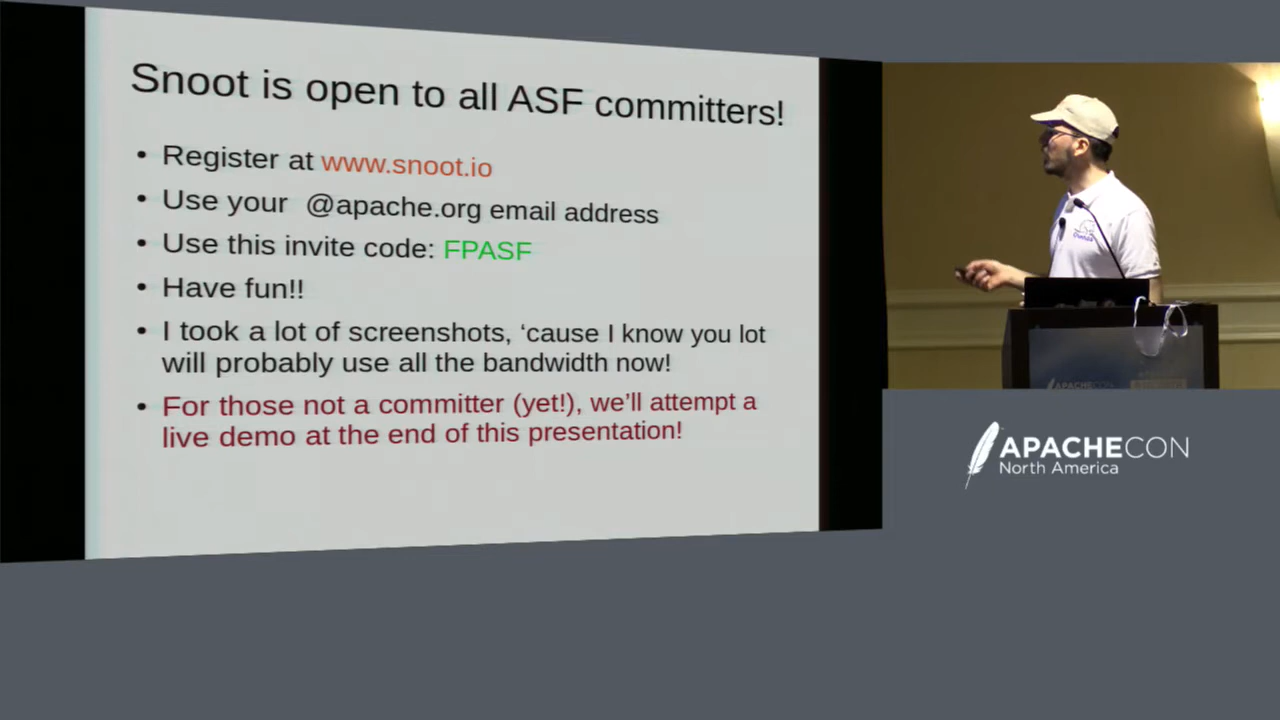 Snoot is open to all ASF committers!
• Register at www.snoot.io
• Use your @apache.org email address
• Use this invite code: FPASF
• Have fun!!
• I took a lot of screenshots, ‘cause I know you lot
will probably use all the bandwidth now!
• For those not a committer (yet!), we’ll attempt a
live demo at the end of this presentation!
APACHECON
North America
APACHECON